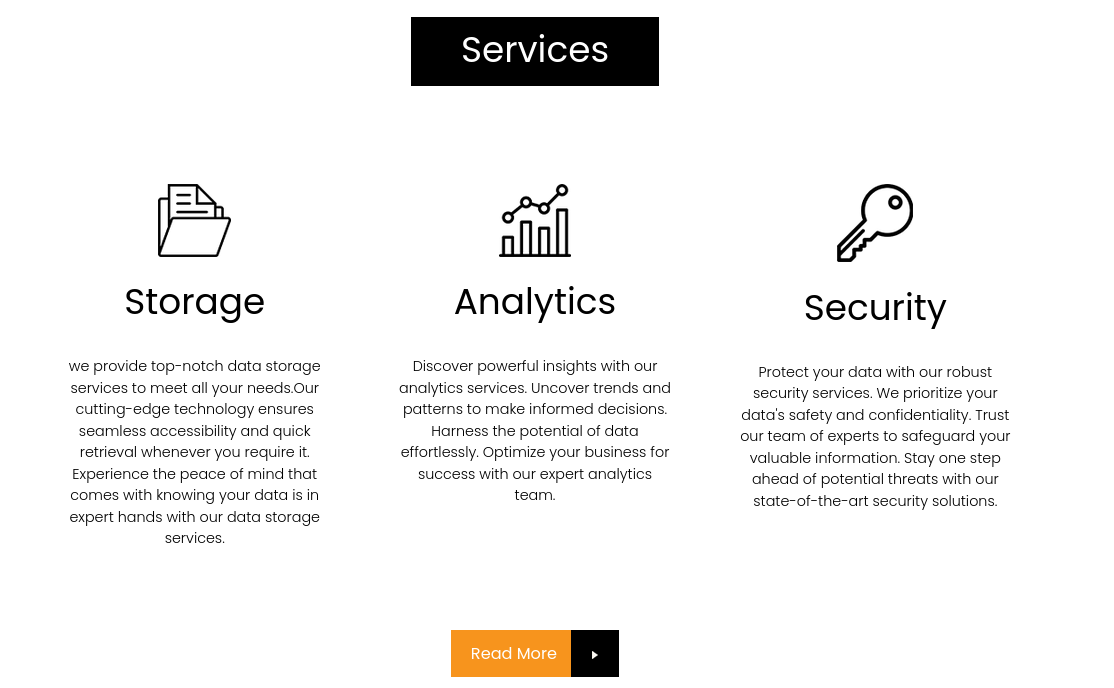 Services
Storage
we provide top-notch data storage
services to meet all your needs.Our
cutting-edge technology ensures
seamless accessibility and quick
retrieval whenever you require it.
Experience the peace of mind that
comes with knowing your data is in
expert hands with our data storage
services.
Analytics
Discover powerful insights with our
analytics services. Uncover trends and
patterns to make informed decisions.
Harness the potential of data
effortlessly. Optimize your business for
success with our expert analytics
team.
Security
Protect your data with our robust
security services. We prioritize your
data's safety and confidentiality. Trust
our team of experts to safeguard your
valuable information. Stay one step
ahead of potential threats with our
state-of-the-art security solutions.
Read More